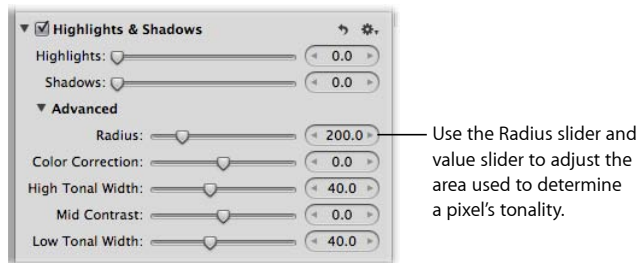 Highlights & Shadows
Highlights: 0.0
Shadows: 0.0
Advanced
Radius: 200.0
Color Correction: 0.0
High Tonal Width: 40.0
Mid Contrast: 0.0
Low Tonal Width: 40.0
Use the Radius slider and
value slider to adjust the
area used to determine
a pixel's tonality.